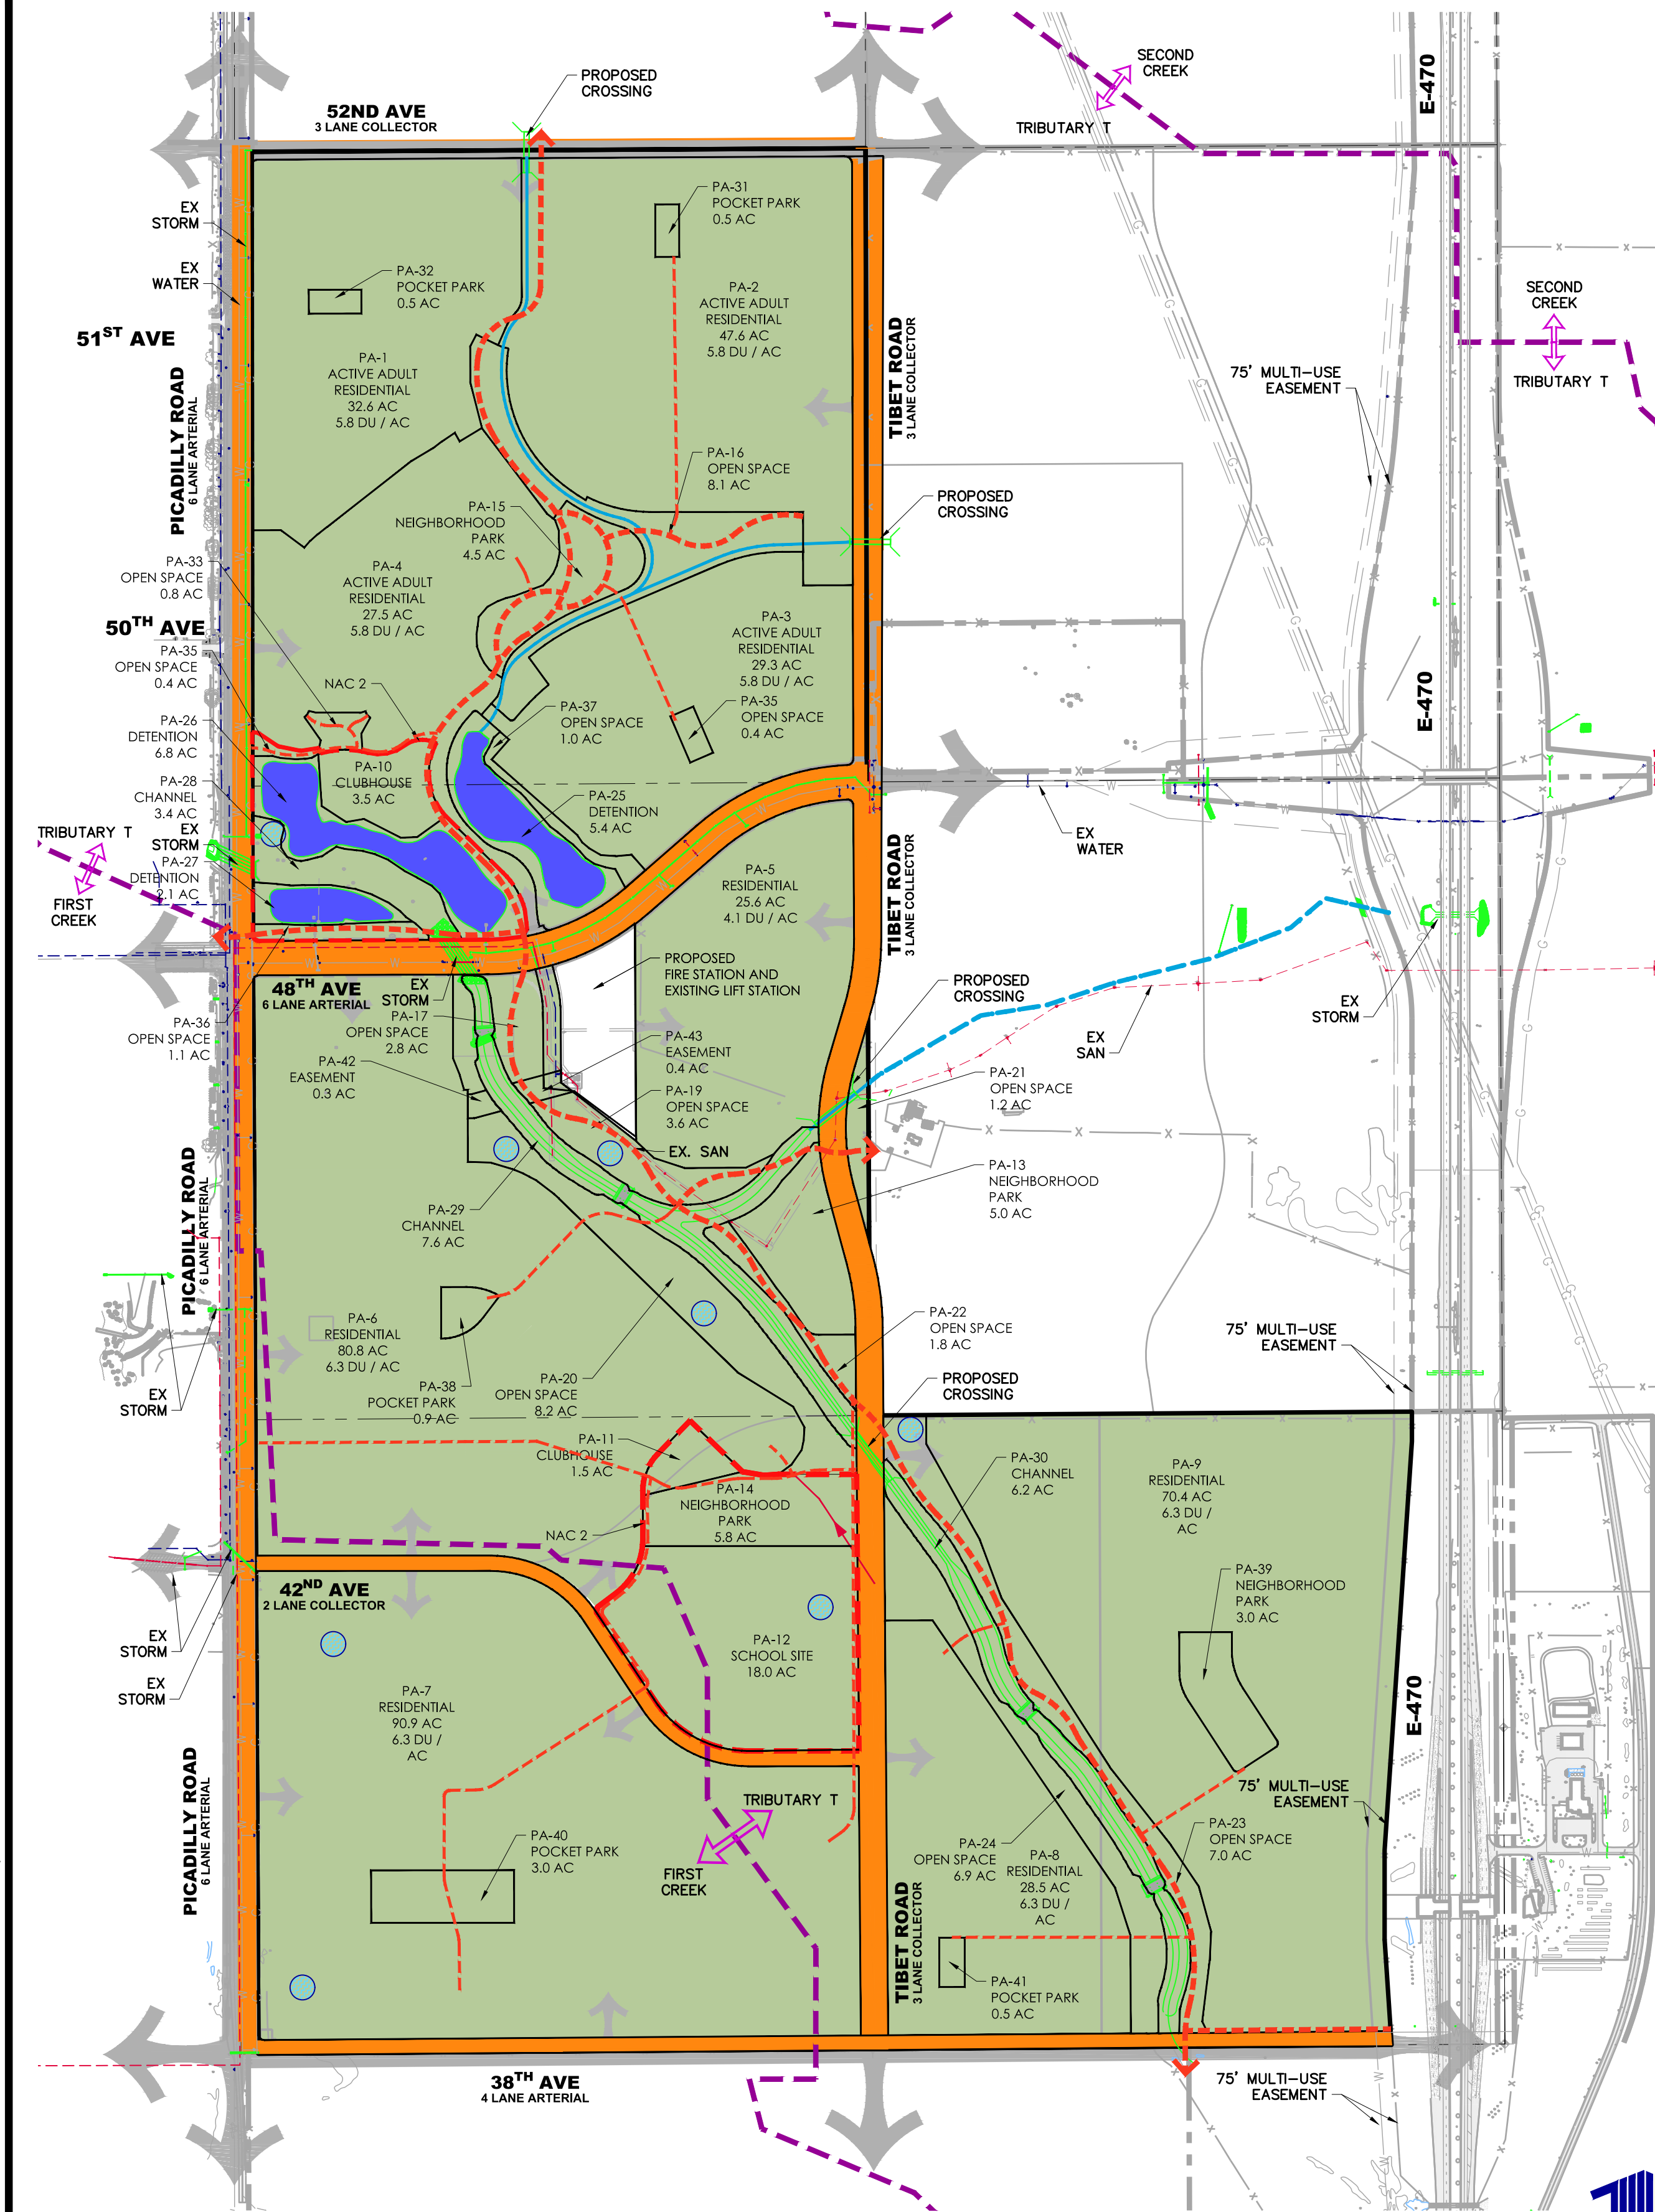 SECOND
CREEK
TRIBUTARY T
E-470
PROPOSED
CROSSING
52ND AVE
3 LANE COLLECTOR
EX
STORM
EX
WATER
51ST AVE
PICADILLY ROAD
6 LANE ARTERIAL
PA-31
POCKET PARK
0.5 AC
PA-32
POCKET PARK
0.5 AC
PA-2
ACTIVE ADULT
RESIDENTIAL
47.6 AC
5.8 DU / AC
PA-1
ACTIVE ADULT
RESIDENTIAL
32.6 AC
5.8 DU / AC
TIBET ROAD
3 LANE COLLECTOR
75' MULTI-USE
EASEMENT
SECOND
CREEK
TRIBUTARY T
PA-16
OPEN SPACE
8.1 AC
PROPOSED
CROSSING
PA-15
NEIGHBORHOOD
PARK
4.5 AC
PA-33
OPEN SPACE
0.8 AC
PA-4
ACTIVE ADULT
RESIDENTIAL
27.5 AC
5.8 DU / AC
50TH AVE
PA-35
OPEN SPACE
0.4 AC
PA-3
ACTIVE ADULT
RESIDENTIAL
29.3 AC
5.8 DU / AC
NAC 2
PA-37
OPEN SPACE
1.0 AC
PA-35
OPEN SPACE
0.4 AC
E-470
PA-26
DETENTION
6.8 AC
PA-10
CLUBHOUSE
3.5 AC
PA-28
CHANNEL
3.4 AC
PA-25
DETENTION
5.4 AC
TRIBUTARY T
FIRST
CREEK
EX
STORM
PA-27
DETENTION
2.1 AC
EX
WATER
PA-5
RESIDENTIAL
25.6 AC
4.1 DU / AC
TIBET ROAD
3 LANE COLLECTOR
48TH AVE
6 LANE ARTERIAL
PROPOSED
FIRE STATION AND
EXISTING LIFT STATION
EX
STORM
PROPOSED
CROSSING
EX
STORM
EX
SAN
PA-36
OPEN SPACE
1.1 AC
PA-17
OPEN SPACE
2.8 AC
PA-42
EASEMENT
0.3 AC
PA-43
EASEMENT
0.4 AC
PA-19
OPEN SPACE
3.6 AC
PA-21
OPEN SPACE
1.2 AC
EX. SAN
PA-13
NEIGHBORHOOD
PARK
5.0 AC
PICADILLY ROAD
6 LANE ARTERIAL
PA-29
CHANNEL
7.6 AC
PA-6
RESIDENTIAL
80.8 AC
6.3 DU / AC
PA-22
OPEN SPACE
1.8 AC
75' MULTI-USE
EASEMENT
EX
STORM
PA-38
POCKET PARK
0.9 AC
PA-20
OPEN SPACE
8.2 AC
PROPOSED
CROSSING
PA-11
CLUBHOUSE
1.5 AC
PA-30
CHANNEL
6.2 AC
PA-9
RESIDENTIAL
70.4 AC
6.3 DU /
AC
PA-14
NEIGHBORHOOD
PARK
5.8 AC
NAC 2
42ND AVE
2 LANE COLLECTOR
PA-39
NEIGHBORHOOD
PARK
3.0 AC
EX
STORM
EX
STORM
PA-12
SCHOOL SITE
18.0 AC
PA-7
RESIDENTIAL
90.9 AC
6.3 DU /
AC
E-470
PICADILLY ROAD
6 LANE ARTERIAL
75' MULTI-USE
EASEMENT
TRIBUTARY T
FIRST
CREEK
PA-40
POCKET PARK
3.0 AC
PA-24
OPEN SPACE
6.9 AC
PA-8
RESIDENTIAL
28.5 AC
6.3 DU /
AC
PA-23
OPEN SPACE
7.0 AC
TIBET ROAD
3 LANE COLLECTOR
PA-41
POCKET PARK
0.5 AC
38TH AVE
4 LANE ARTERIAL
75' MULTI-USE
EASEMENT